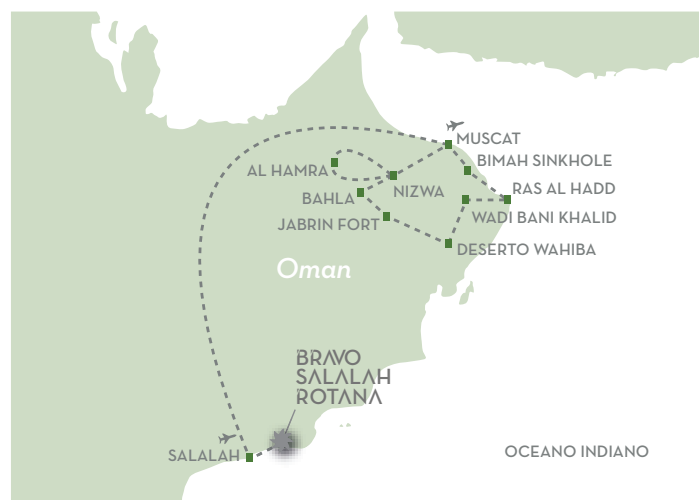 MUSCAT
BIMAH SINKHOLE
AL HAMRA
RAS AL HADD
NIZWA
BAHLA
WADI BANI KHALID
JABRIN FORT
DESERTO WAHIBA
Oman
BRAVO
SALALAH
ROTANA
OCEANO INDIANO
SALALAH